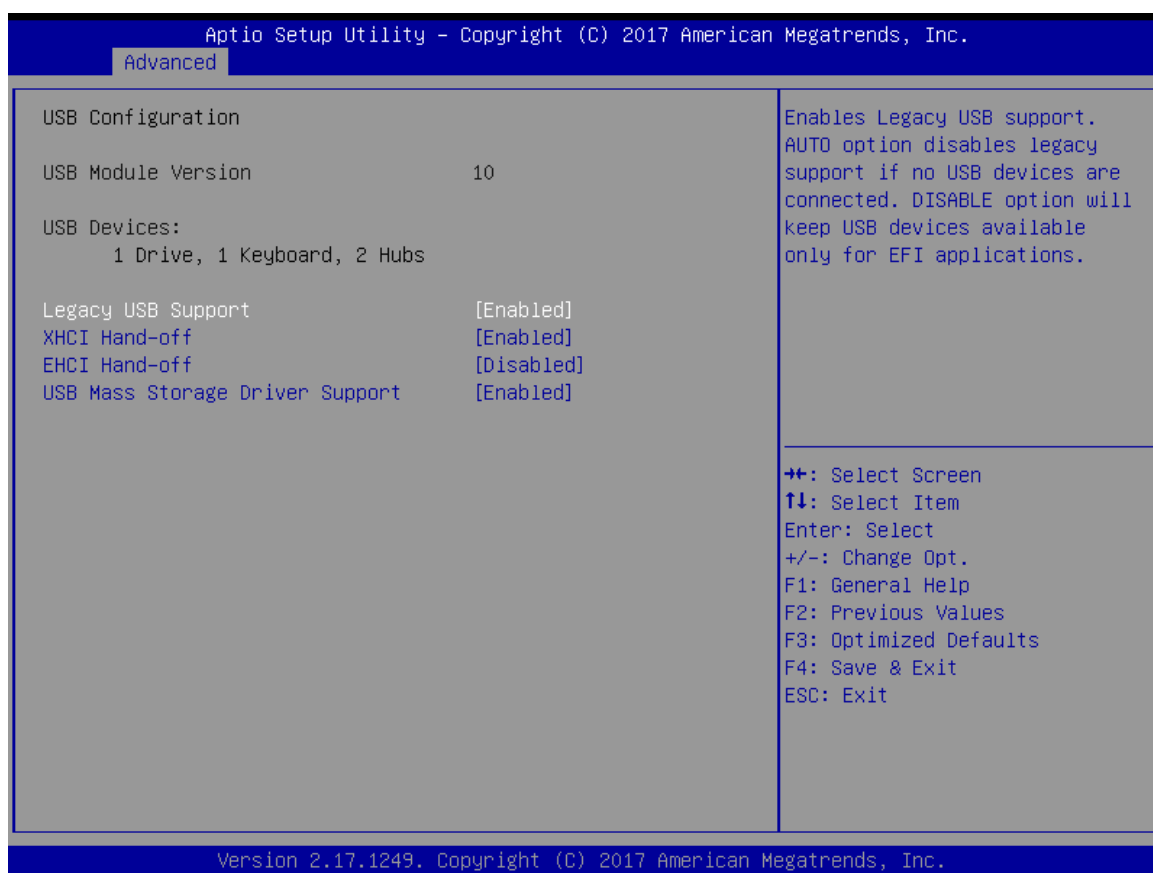 Aptio Setup Utility – Copyright (C) 2017 American Megatrends, Inc.
Advanced
USB Configuration
USB Module Version 10
USB Devices:
1 Drive, 1 Keyboard, 2 Hubs
Legacy USB Support [Enabled]
XHCI Hand-off [Enabled]
EHCI Hand-off [Disabled]
USB Mass Storage Driver Support [Enabled]
Enables Legacy USB support.
AUTO option disables legacy
support if no USB devices are
connected. DISABLE option will
keep USB devices available
only for EFI applications.
→←: Select Screen
↑↓: Select Item
Enter: Select
+/-: Change Opt.
F1: General Help
F2: Previous Values
F3: Optimized Defaults
F4: Save & Exit
ESC: Exit
Version 2.17.1249. Copyright (C) 2017 American Megatrends, Inc.